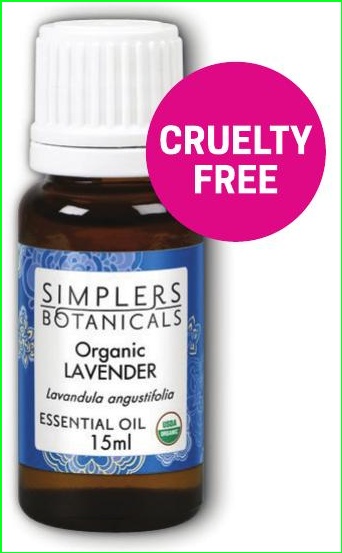 CRUELTY
FREE
SIMPLERS
BOTANICALS
Organic
LAVENDER
Lavandula angustifolia
ESSENTIAL OIL
15ml
USDA
ORGANIC